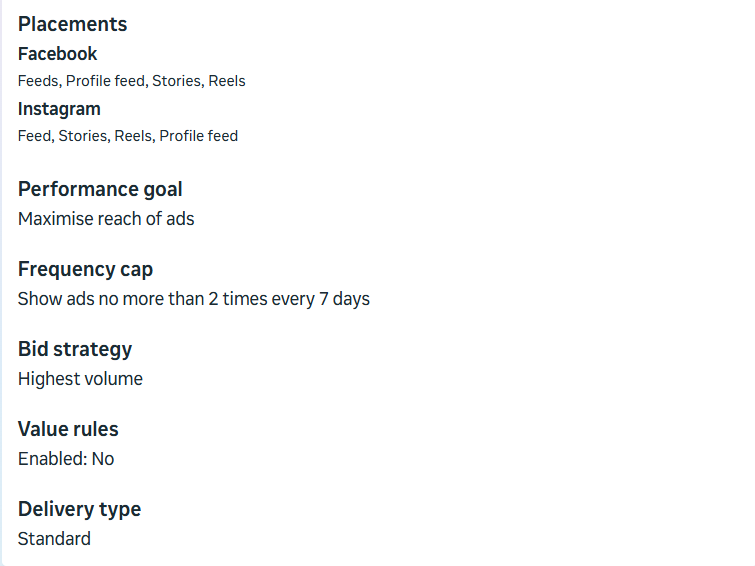 Placements
Facebook
Feeds, Profile feed, Stories, Reels
Instagram
Feed, Stories, Reels, Profile feed
Performance goal
Maximise reach of ads
Frequency cap
Show ads no more than 2 times every 7 days
Bid strategy
Highest volume
Value rules
Enabled: No
Delivery type
Standard